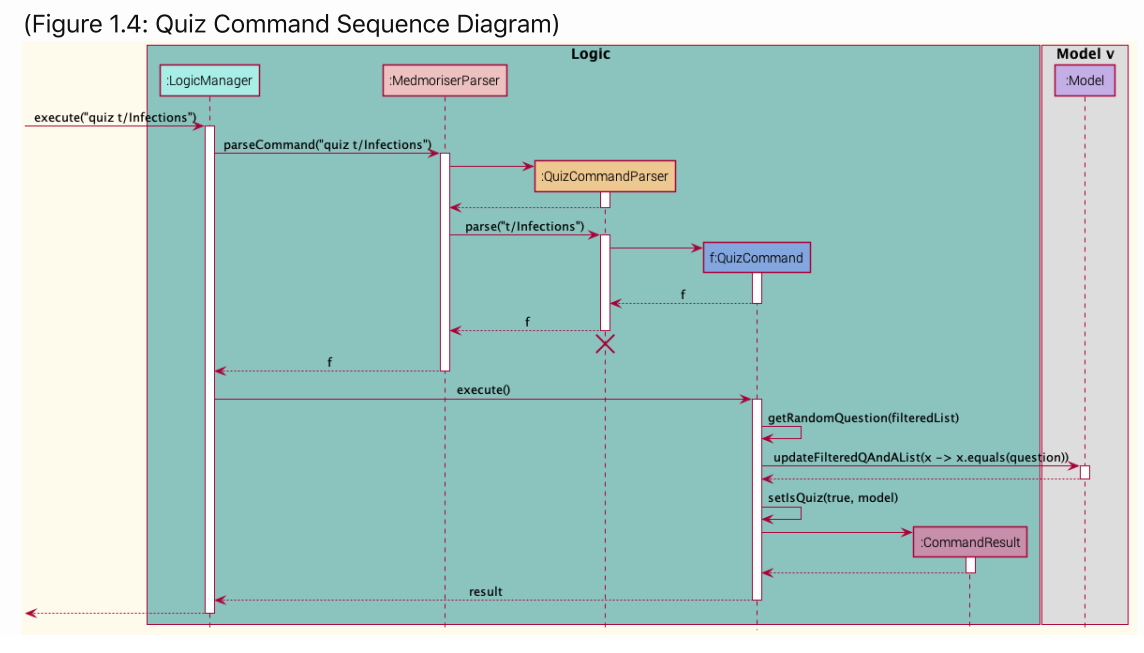 (Figure 1.4: Quiz Command Sequence Diagram)
Logic
Model v
:LogicManager
:MedmoriserParser
:Model
execute("quiz t/Infections")
parseCommand("quiz t/Infections")
:QuizCommandParser
parse("t/Infections")
f:QuizCommand
f
f
f
execute()
getRandomQuestion(filteredList)
updateFilteredQAndAList(x -> x.equals(question))
setIsQuiz(true, model)
:CommandResult
result